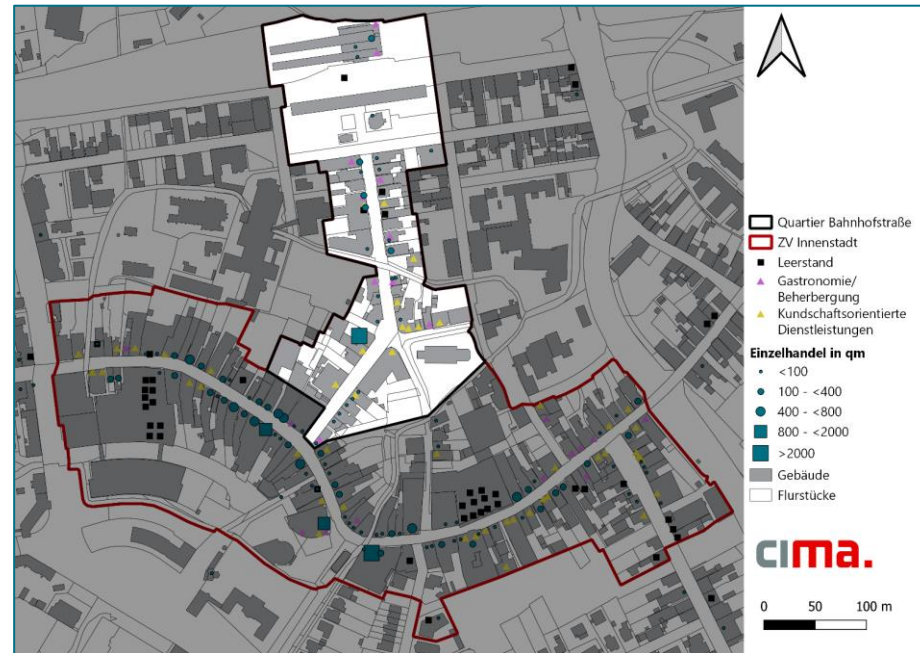 Quartier Bahnhofstraße
ZV Innenstadt
Leerstand
Gastronomie/
Beherbergung
Kundschaftsorientierte
Dienstleistungen
Einzelhandel in qm
<100
100 - <400
400 - <800
800 - <2000
>2000
Gebäude
Flurstücke
cima.
0 50 100 m